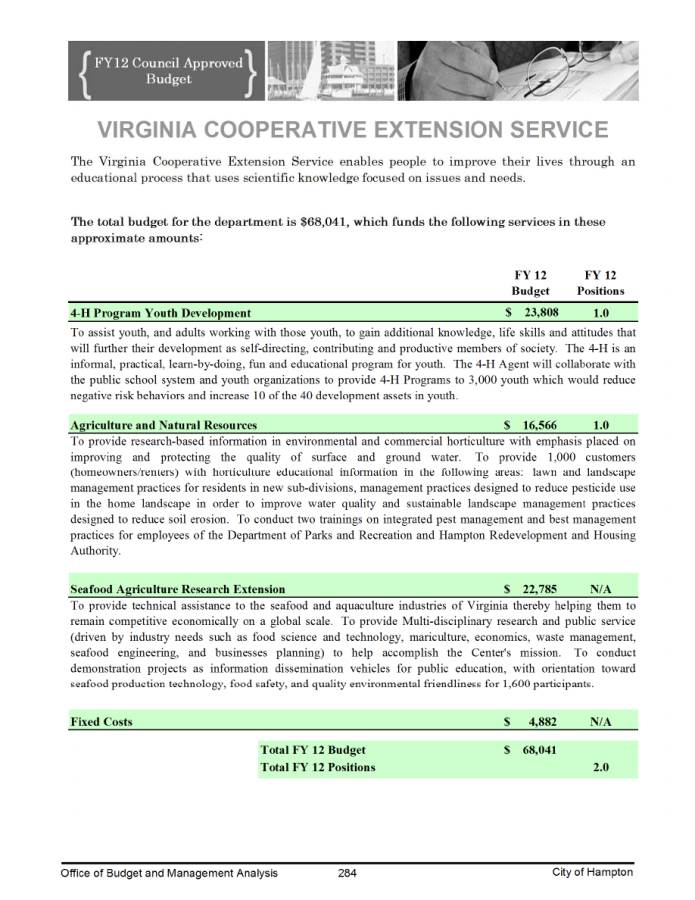 FY12 Council Approved
Budget
VIRGINIA COOPERATIVE EXTENSION SERVICE
The Virginia Cooperative Extension Service enables people to improve their lives through an
educational process that uses scientific knowledge focused on issues and needs.
The total budget for the department is $68,041, which funds the following services in these
approximate amounts:
FY 12 FY 12
Budget Positions
4-H Program Youth Development $ 23,808 1.0
To assist youth, and adults working with those youth, to gain additional knowledge, life skills and attitudes that
will further their development as self-directing, contributing and productive members of society. The 4-H is an
informal, practical, learn-by-doing, fun and educational program for youth. The 4-H Agent will collaborate with
the public school system and youth organizations to provide 4-H Programs to 3,000 youth which would reduce
negative risk behaviors and increase 10 of the 40 development assets in youth.
Agriculture and Natural Resources $ 16,566 1.0
To provide research-based information in environmental and commercial horticulture with emphasis placed on
improving and protecting the quality of surface and ground water. To provide 1,000 customers
(homeowners/renters) with horticulture educational information in the following areas: lawn and landscape
management practices for residents in new sub-divisions, management practices designed to reduce pesticide use
in the home landscape in order to improve water quality and sustainable landscape management practices
designed to reduce soil erosion. To conduct two trainings on integrated pest management and best management
practices for employees of the Department of Parks and Recreation and Hampton Redevelopment and Housing
Authority.
Seafood Agriculture Research Extension $ 22,785 N/A
To provide technical assistance to the seafood and aquaculture industries of Virginia thereby helping them to
remain competitive economically on a global scale. To provide Multi-disciplinary research and public service
(driven by industry needs such as food science and technology, mariculture, economics, waste management,
seafood engineering, and businesses planning) to help accomplish the Center's mission. To conduct
demonstration projects as information dissemination vehicles for public education, with orientation toward
seafood production technology, food safety, and quality environmental friendliness for 1,600 participants.
Fixed Costs $ 4,882 N/A
Total FY 12 Budget $ 68,041
Total FY 12 Positions 2.0
Office of Budget and Management Analysis 284 City of Hampton